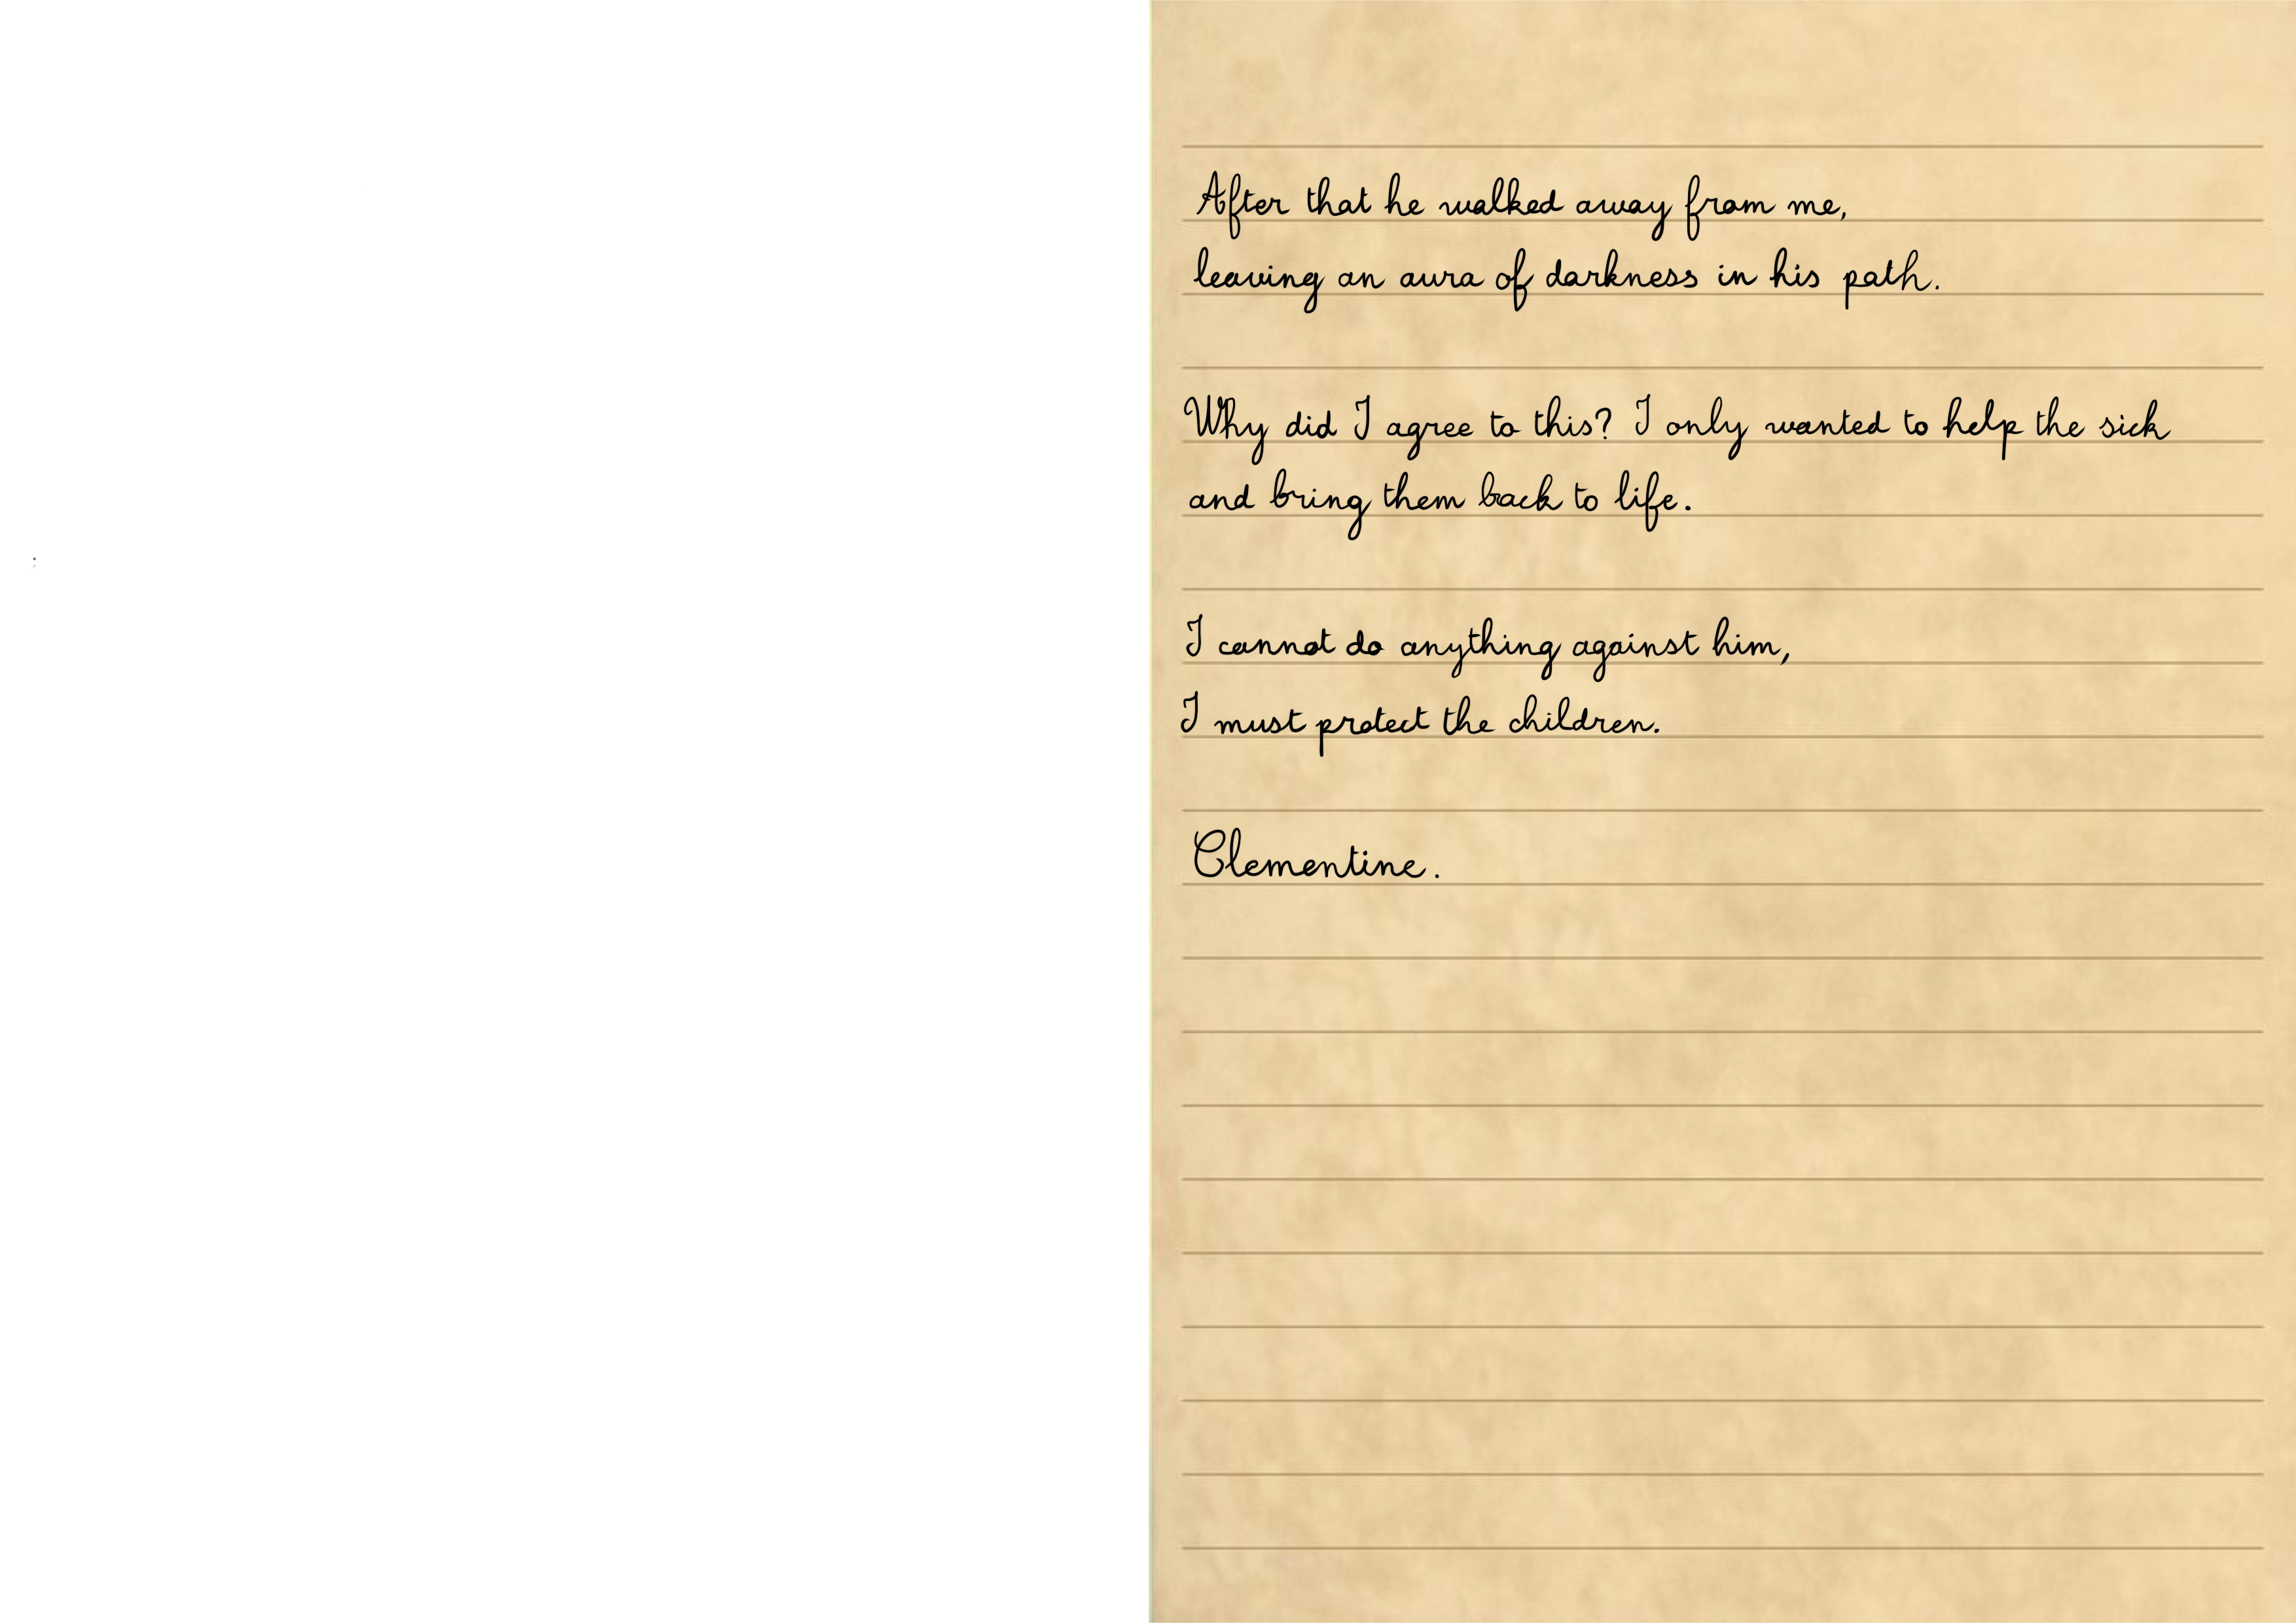 After that he walked away from me,
leaving an aura of darkness in his path.
Why did I agree to this? I only wanted to help the sick
and bring them back to life.
I cannot do anything against him,
I must protect the children.
Clementine.